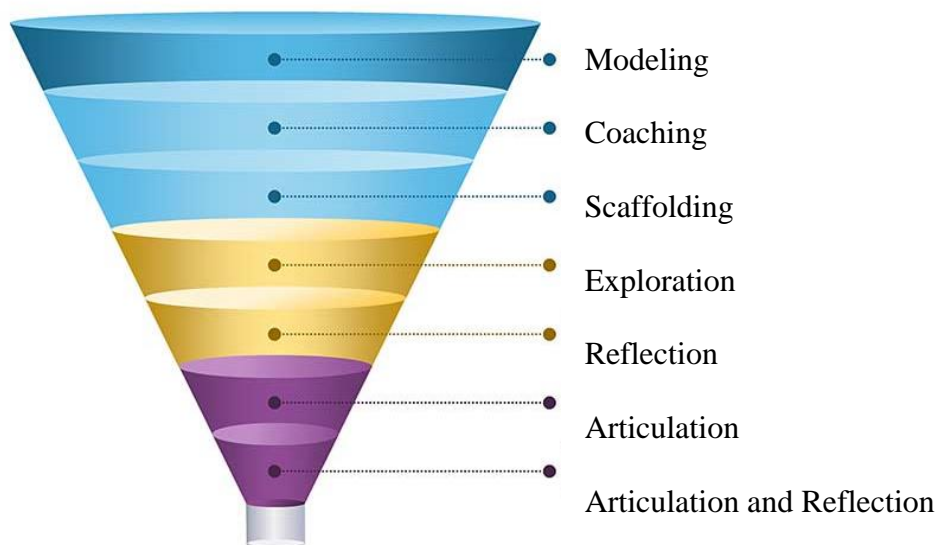 Modeling
Coaching
Scaffolding
Exploration
Reflection
Articulation
Articulation and Reflection